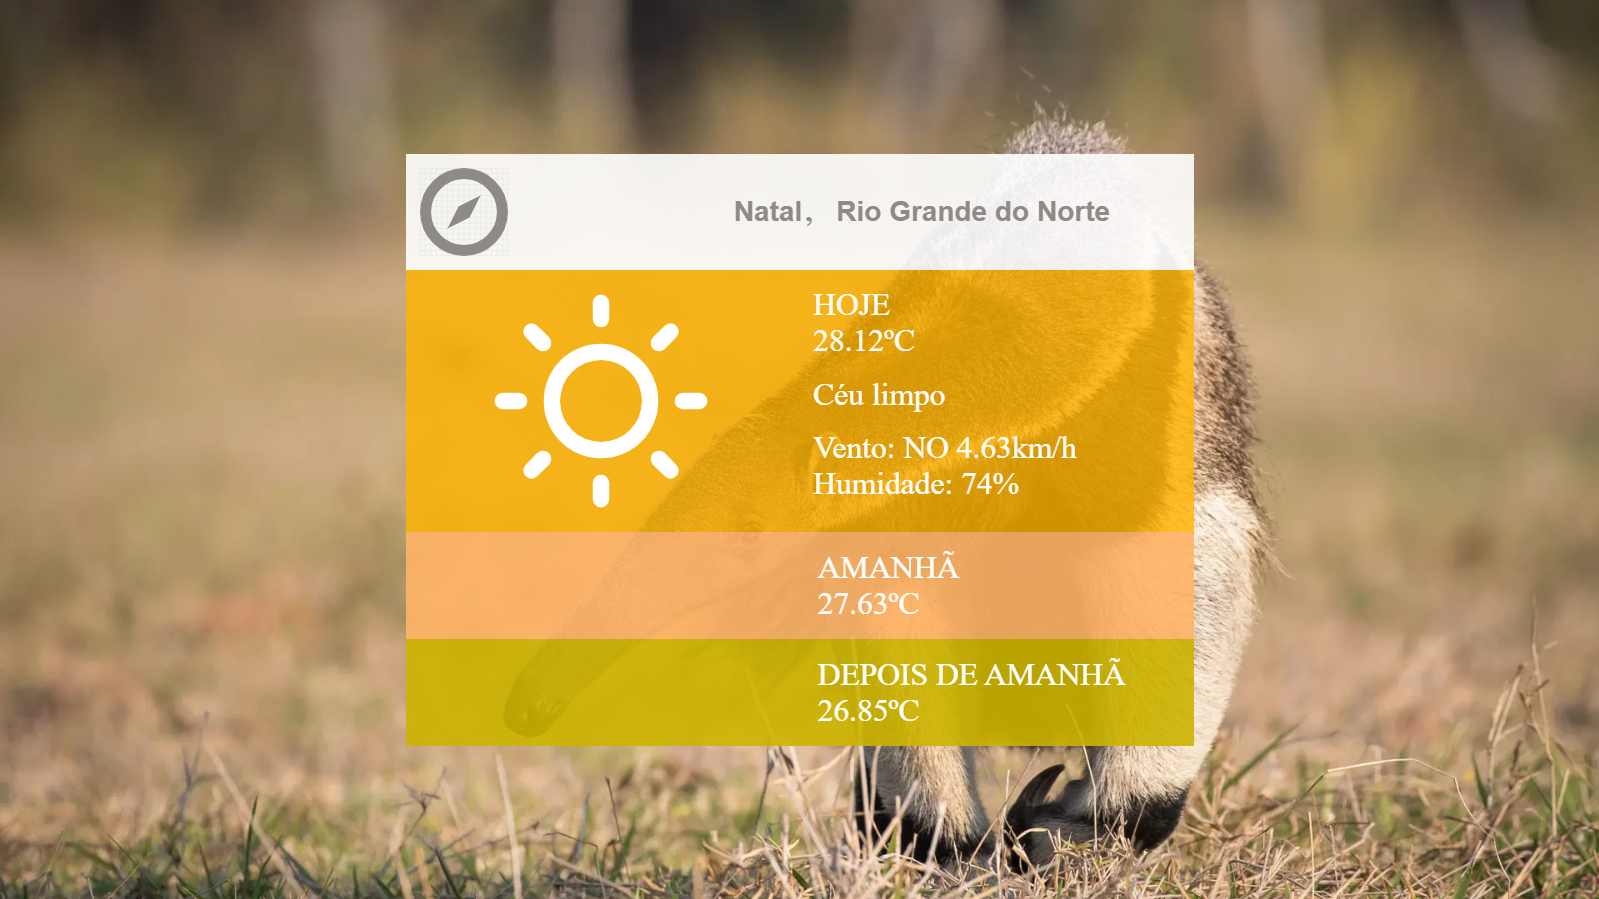 Natal, Rio Grande do Norte
HOJE
28.12ºC
Céu limpo
Vento: NO 4.63km/h
Humidade: 74%
AMANHÃ
27.63ºC
DEPOIS DE AMANHÃ
26.85ºC